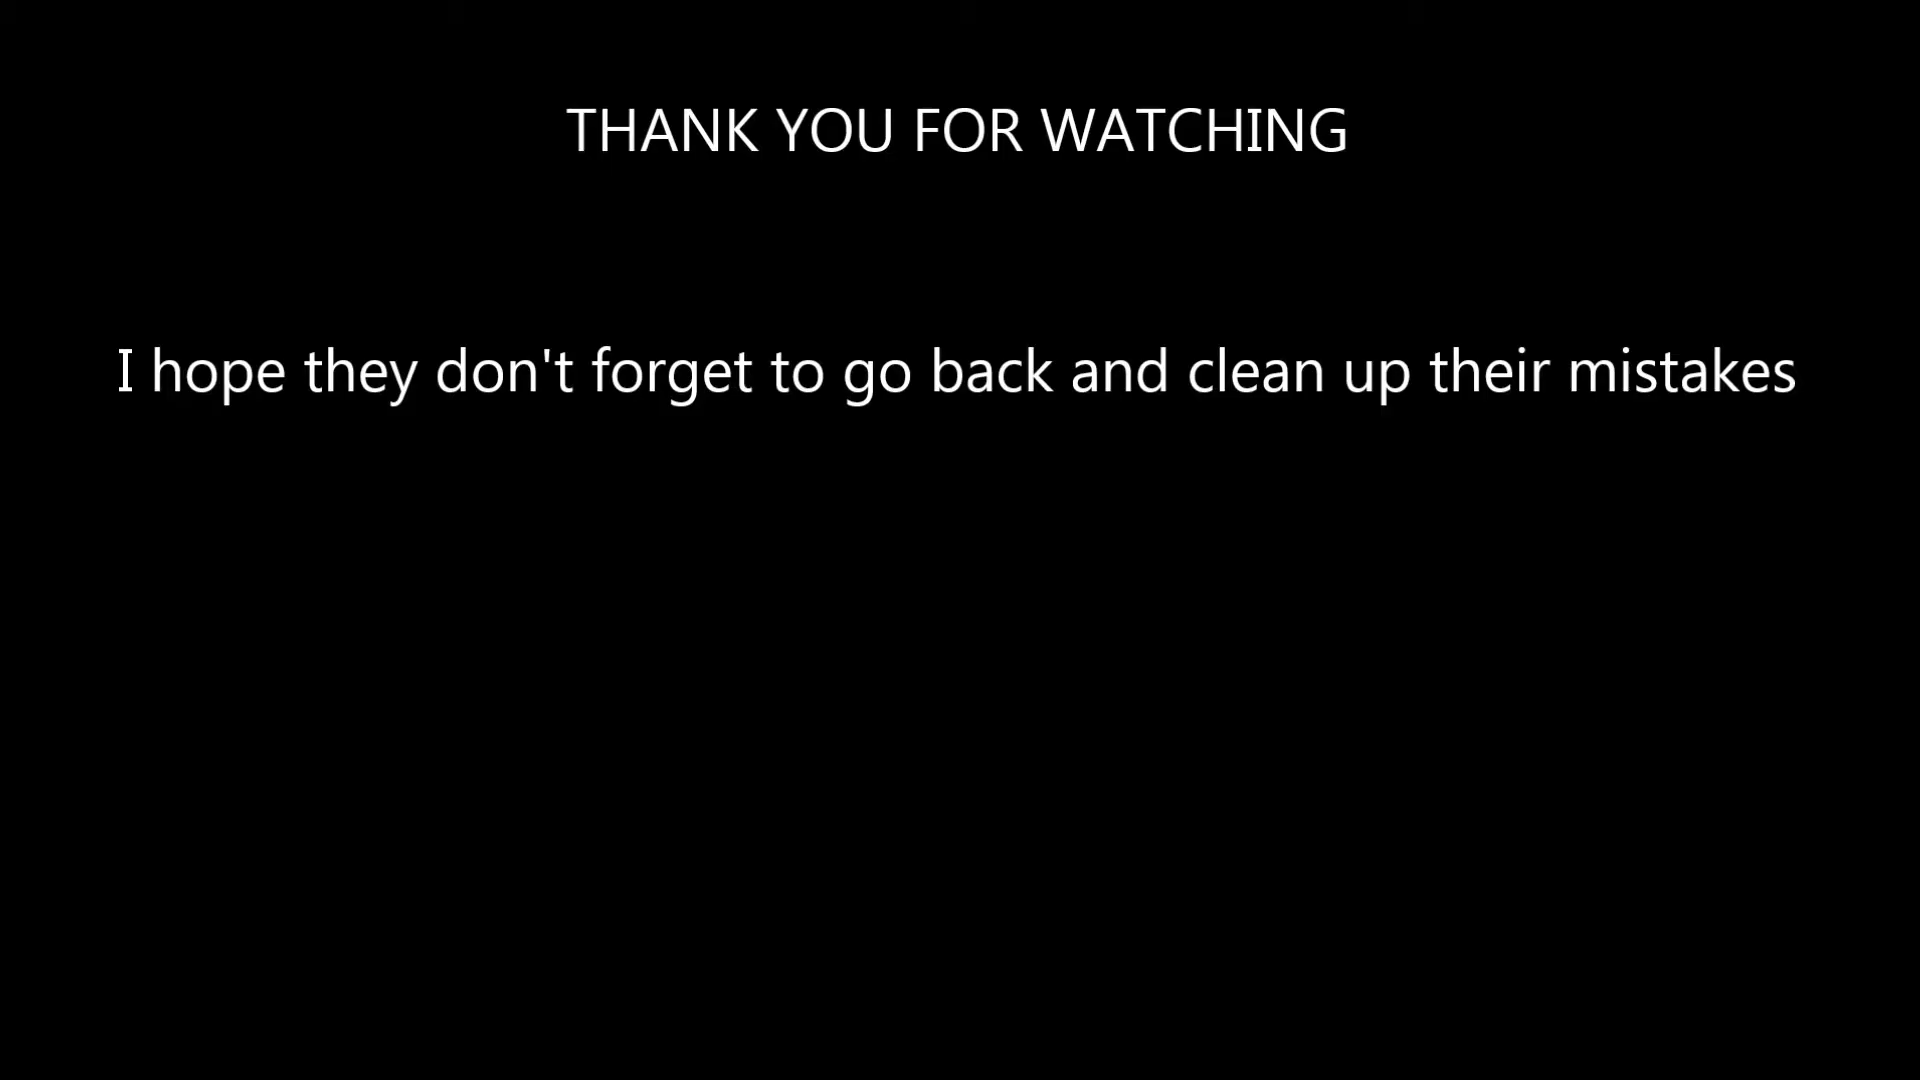 THANK YOU FOR WATCHING
I hope they don't forget to go back and clean up their mistakes